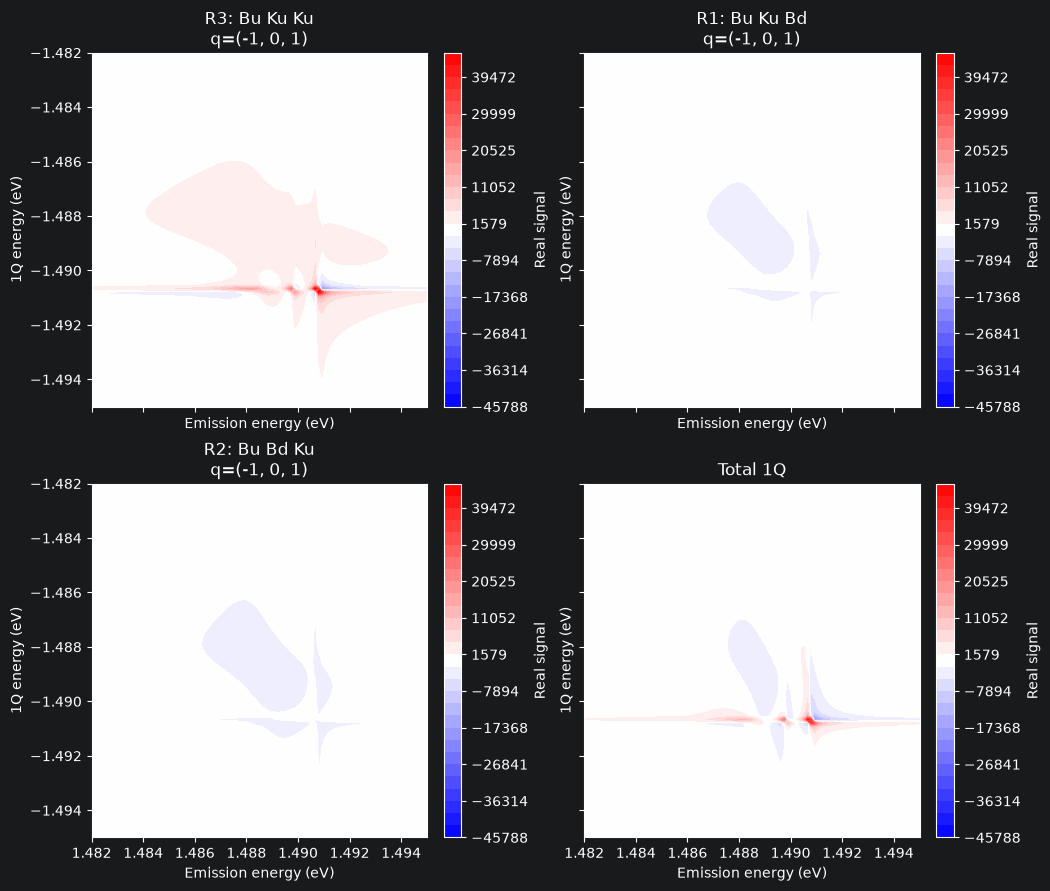 R3: Bu Ku Ku
q=(-1, 0, 1)
−1.482
−1.484
−1.486
−1.488
−1.490
−1.492
−1.494
1Q energy (eV)
Emission energy (eV)
39472
29999
20525
11052
1579
−7894
−17368
−26841
−36314
−45788
Real signal
R1: Bu Ku Bd
q=(-1, 0, 1)
1Q energy (eV)
Emission energy (eV)
39472
29999
20525
11052
1579
−7894
−17368
−26841
−36314
−45788
Real signal
R2: Bu Bd Ku
q=(-1, 0, 1)
−1.482
−1.484
−1.486
−1.488
−1.490
−1.492
−1.494
1Q energy (eV)
1.482 1.484 1.486 1.488 1.490 1.492 1.494
Emission energy (eV)
39472
29999
20525
11052
1579
−7894
−17368
−26841
−36314
−45788
Real signal
Total 1Q
1Q energy (eV)
1.482 1.484 1.486 1.488 1.490 1.492 1.494
Emission energy (eV)
39472
29999
20525
11052
1579
−7894
−17368
−26841
−36314
−45788
Real signal